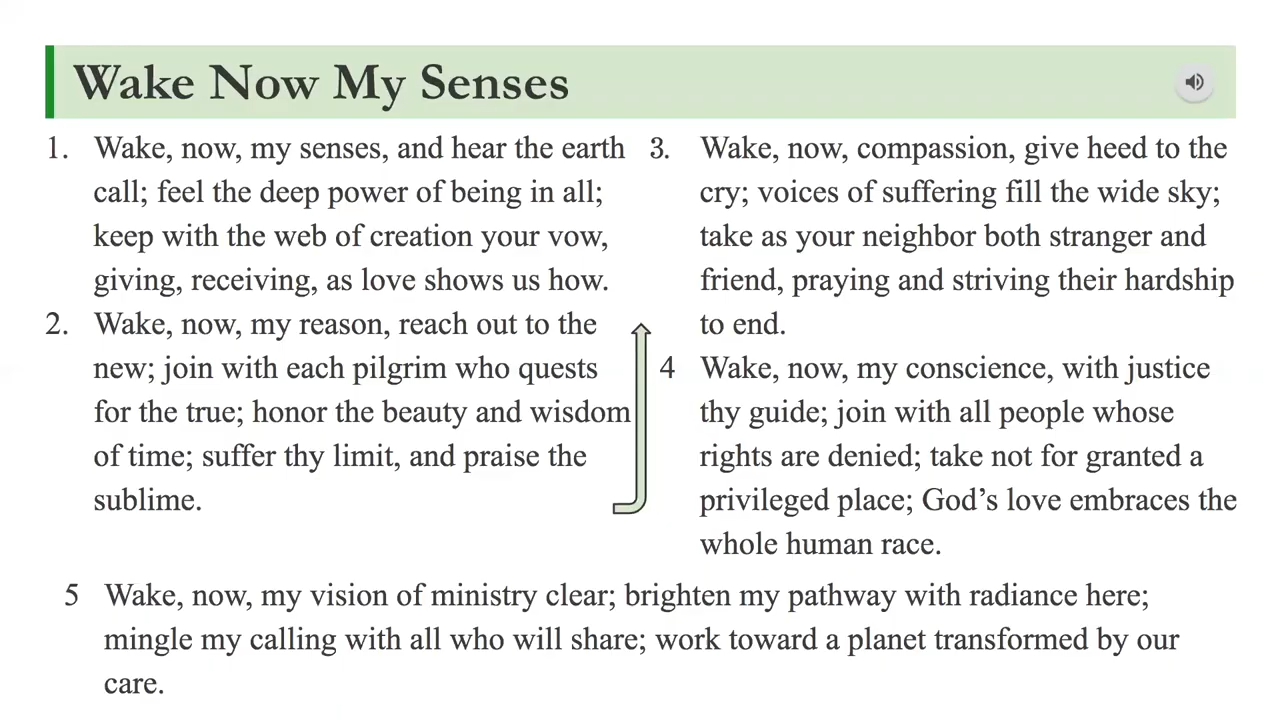 Wake Now My Senses
1. Wake, now, my senses, and hear the earth
call; feel the deep power of being in all;
keep with the web of creation your vow,
giving, receiving, as love shows us how.
2. Wake, now, my reason, reach out to the
new; join with each pilgrim who quests
for the true; honor the beauty and wisdom
of time; suffer thy limit, and praise the
sublime.
3. Wake, now, compassion, give heed to the
cry; voices of suffering fill the wide sky;
take as your neighbor both stranger and
friend, praying and striving their hardship
to end.
4 Wake, now, my conscience, with justice
thy guide; join with all people whose
rights are denied; take not for granted a
privileged place; God’s love embraces the
whole human race.
5 Wake, now, my vision of ministry clear; brighten my pathway with radiance here;
mingle my calling with all who will share; work toward a planet transformed by our
care.